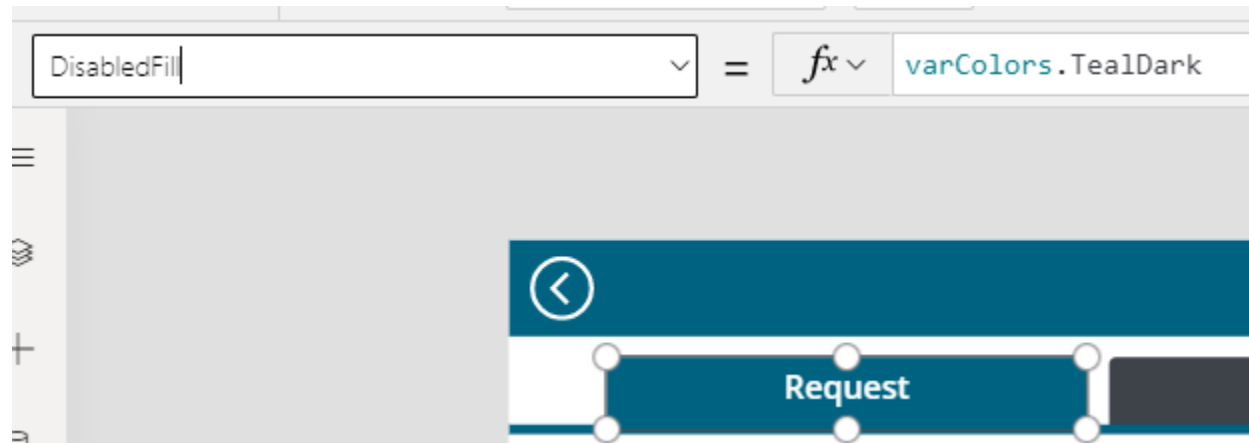 DisabledFill = fx varColors.TealDark
Request